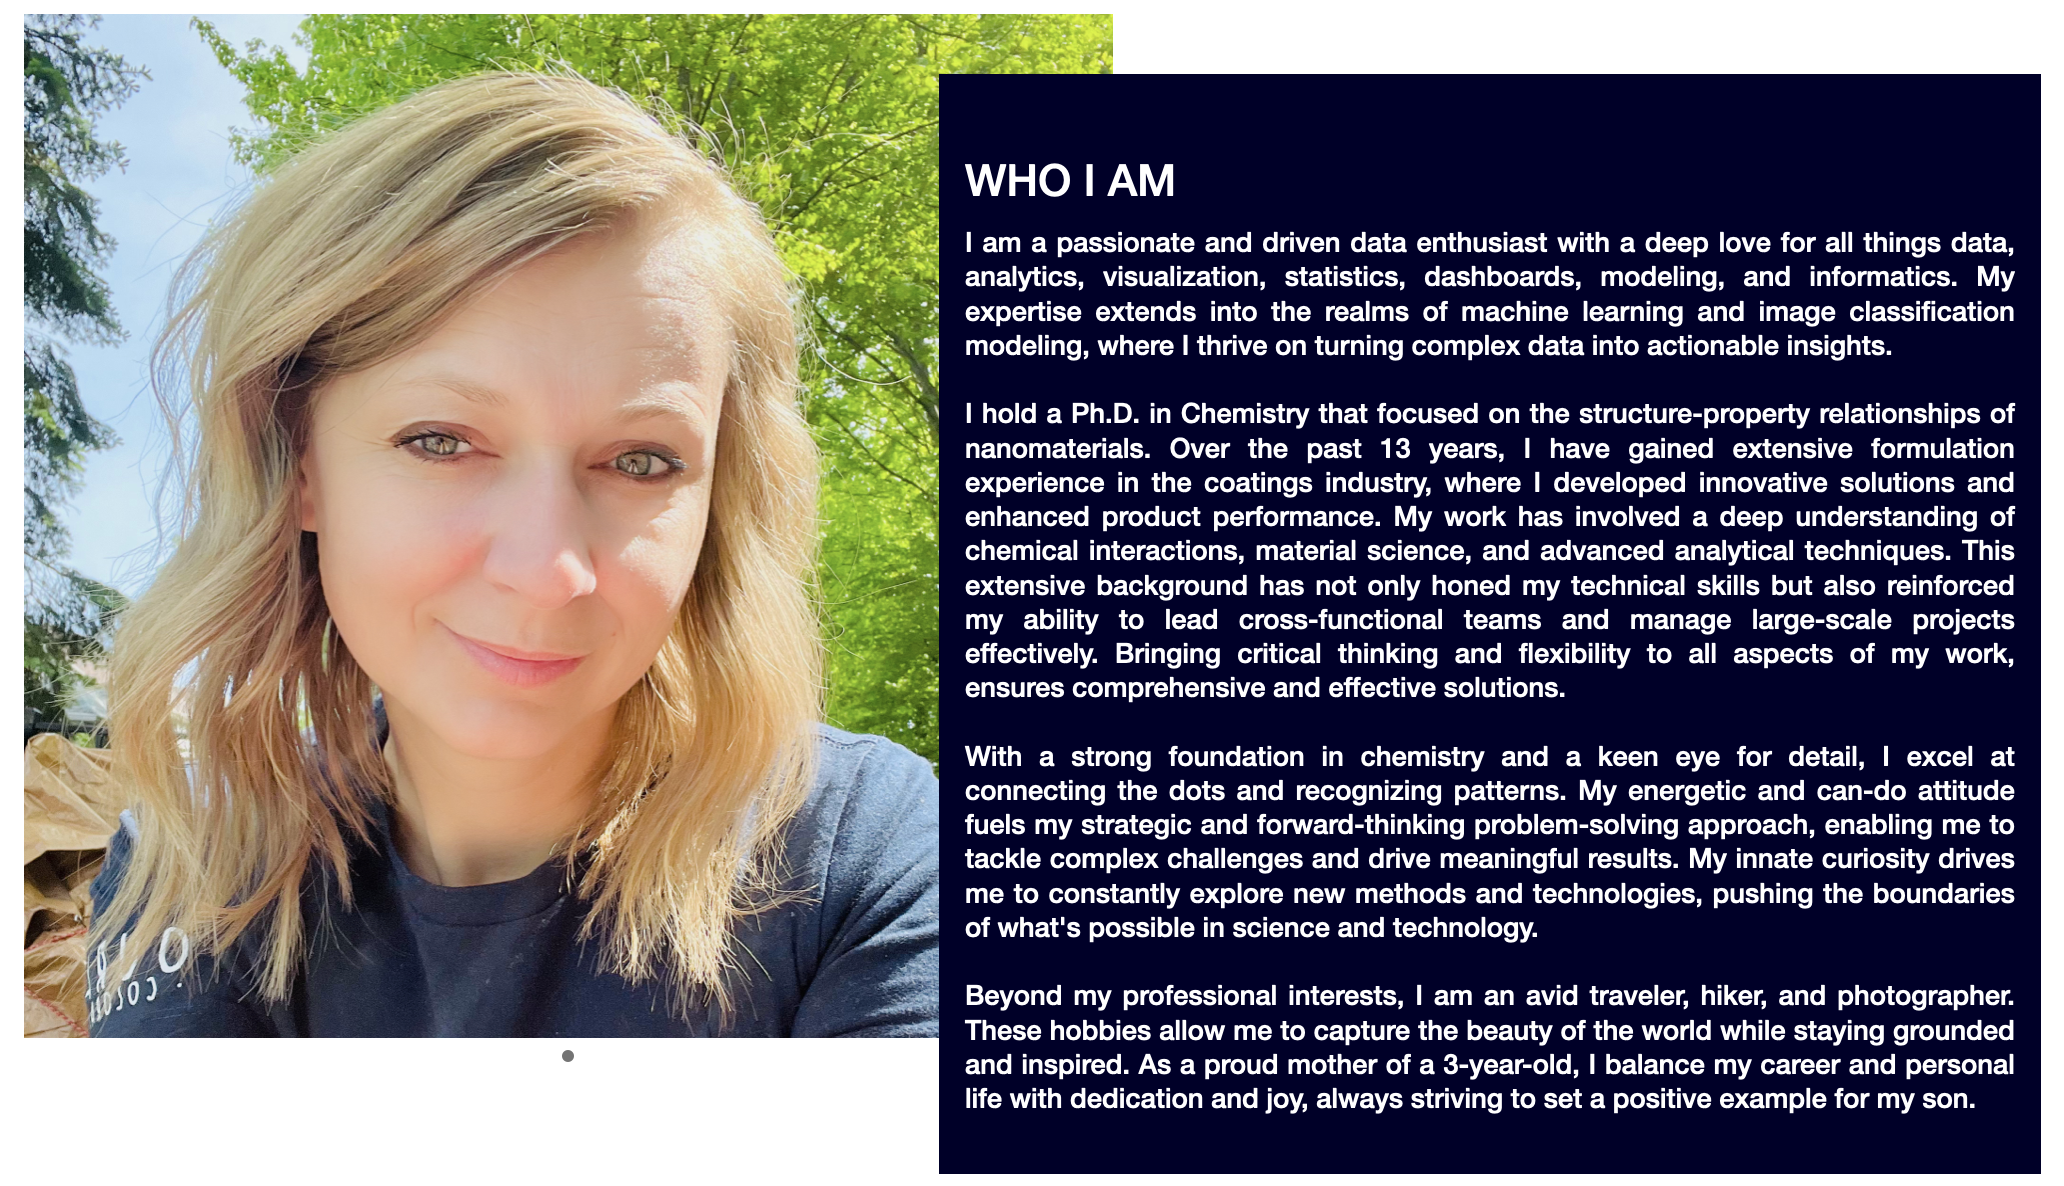 WHO I AM
I am a passionate and driven data enthusiast with a deep love for all things data,
analytics, visualization, statistics, dashboards, modeling, and informatics. My
expertise extends into the realms of machine learning and image classification
modeling, where I thrive on turning complex data into actionable insights.
I hold a Ph.D. in Chemistry that focused on the structure-property relationships of
nanomaterials. Over the past 13 years, I have gained extensive formulation
experience in the coatings industry, where I developed innovative solutions and
enhanced product performance. My work has involved a deep understanding of
chemical interactions, material science, and advanced analytical techniques. This
extensive background has not only honed my technical skills but also reinforced
my ability to lead cross-functional teams and manage large-scale projects
effectively. Bringing critical thinking and flexibility to all aspects of my work,
ensures comprehensive and effective solutions.
With a strong foundation in chemistry and a keen eye for detail, I excel at
connecting the dots and recognizing patterns. My energetic and can-do attitude
fuels my strategic and forward-thinking problem-solving approach, enabling me to
tackle complex challenges and drive meaningful results. My innate curiosity drives
me to constantly explore new methods and technologies, pushing the boundaries
of what's possible in science and technology.
Beyond my professional interests, I am an avid traveler, hiker, and photographer.
These hobbies allow me to capture the beauty of the world while staying grounded
and inspired. As a proud mother of a 3-year-old, I balance my career and personal
life with dedication and joy, always striving to set a positive example for my son.